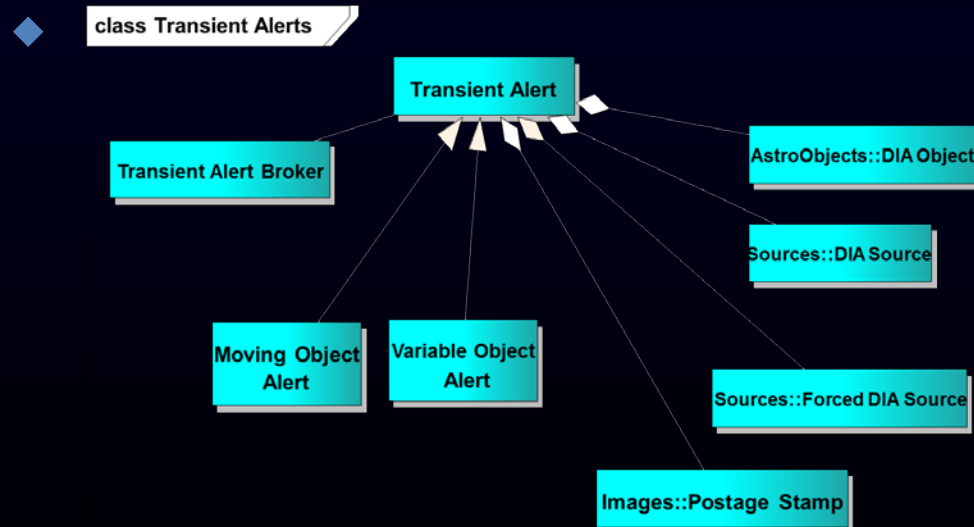 class Transient Alerts
Transient Alert
Transient Alert Broker
AstroObjects::DIA Object
Sources::DIA Source
Moving Object
Alert
Variable Object
Alert
Sources::Forced DIA Source
Images::Postage Stamp